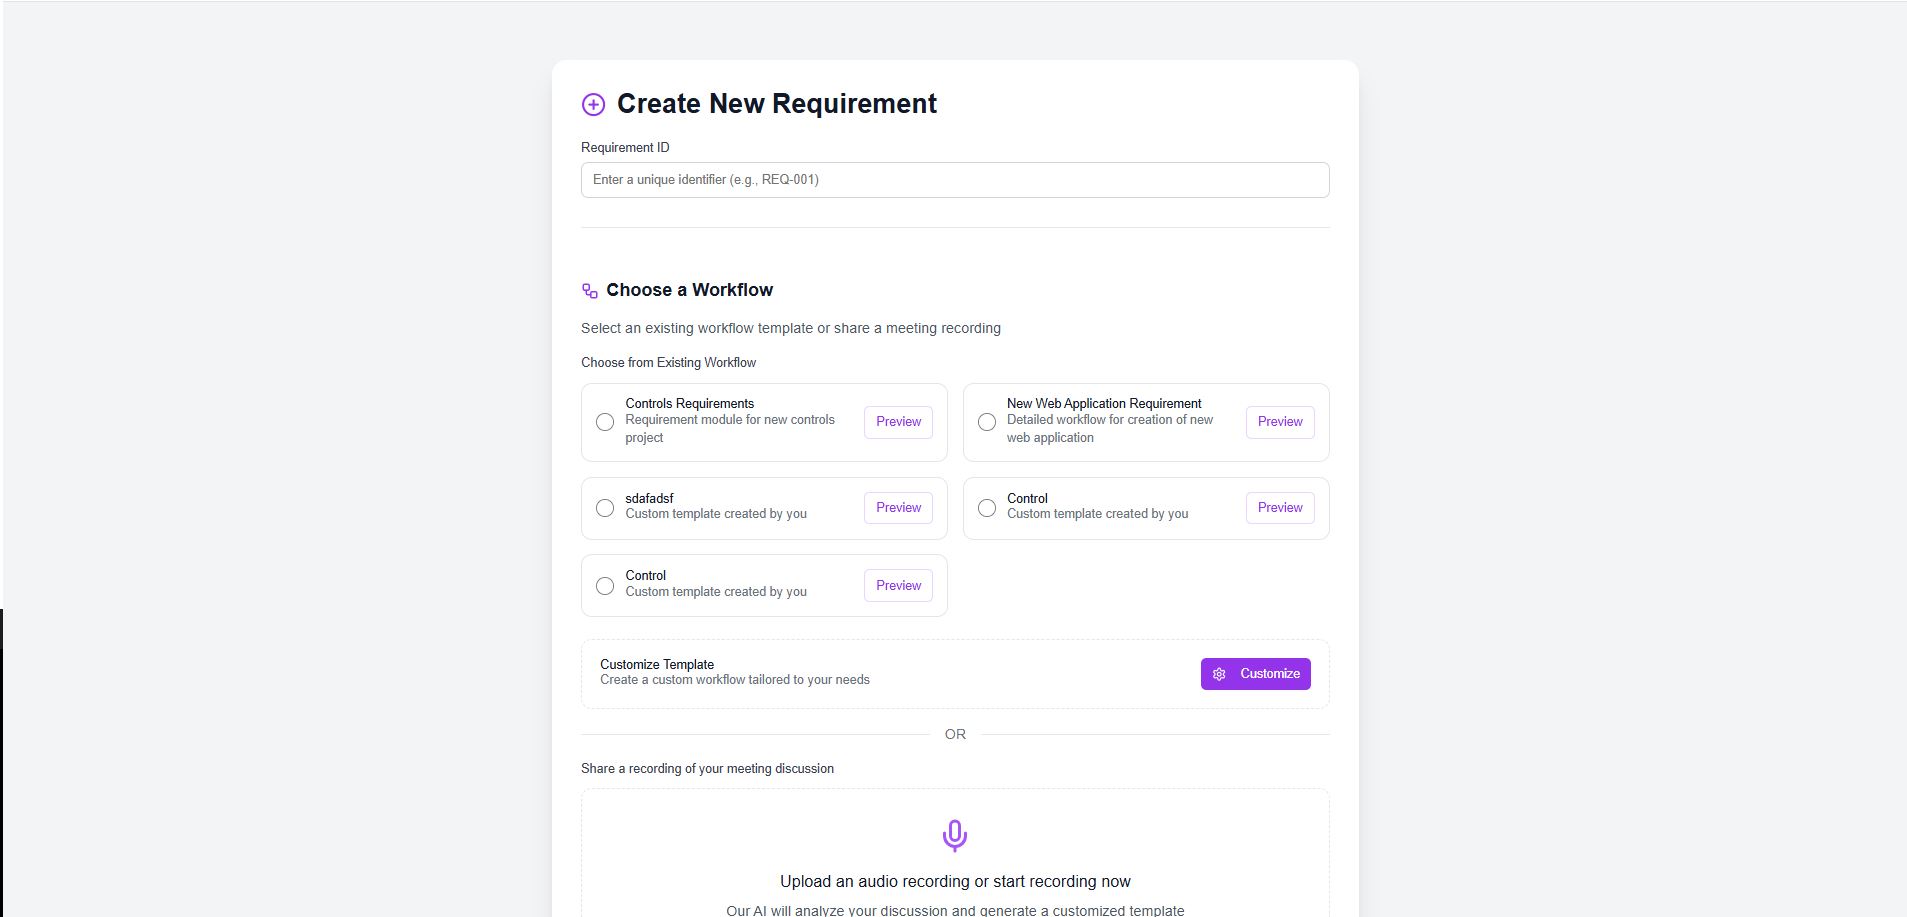 Create New Requirement
Requirement ID
Enter a unique identifier (e.g., REQ-001)
Choose a Workflow
Select an existing workflow template or share a meeting recording
Choose from Existing Workflow
Controls Requirements
Requirement module for new controls
project
Preview
New Web Application Requirement
Detailed workflow for creation of new
web application
Preview
sdafadsf
Custom template created by you
Preview
Control
Custom template created by you
Preview
Control
Custom template created by you
Preview
Customize Template
Create a custom workflow tailored to your needs
Customize
OR
Share a recording of your meeting discussion
Upload an audio recording or start recording now
Our AI will analyze your discussion and generate a customized template